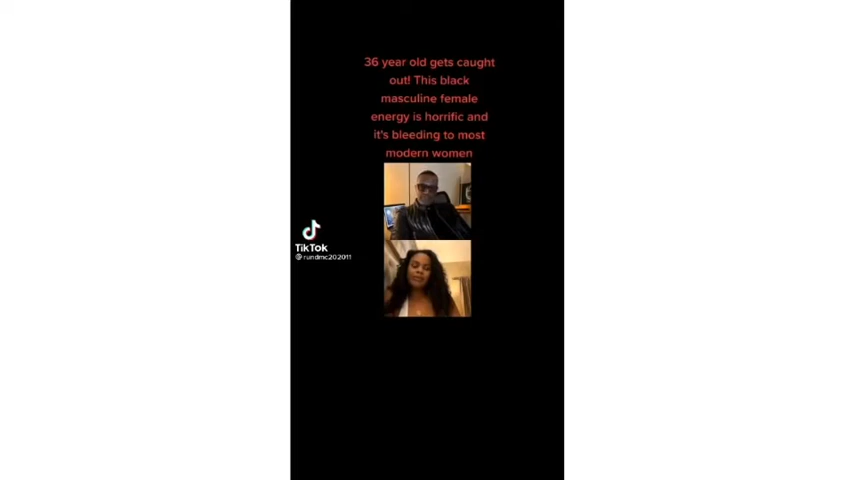 36 year old gets caught
out! This black
masculine female
energy is horrific and
it's bleeding to most
modern women
TikTok
@rundmc202011